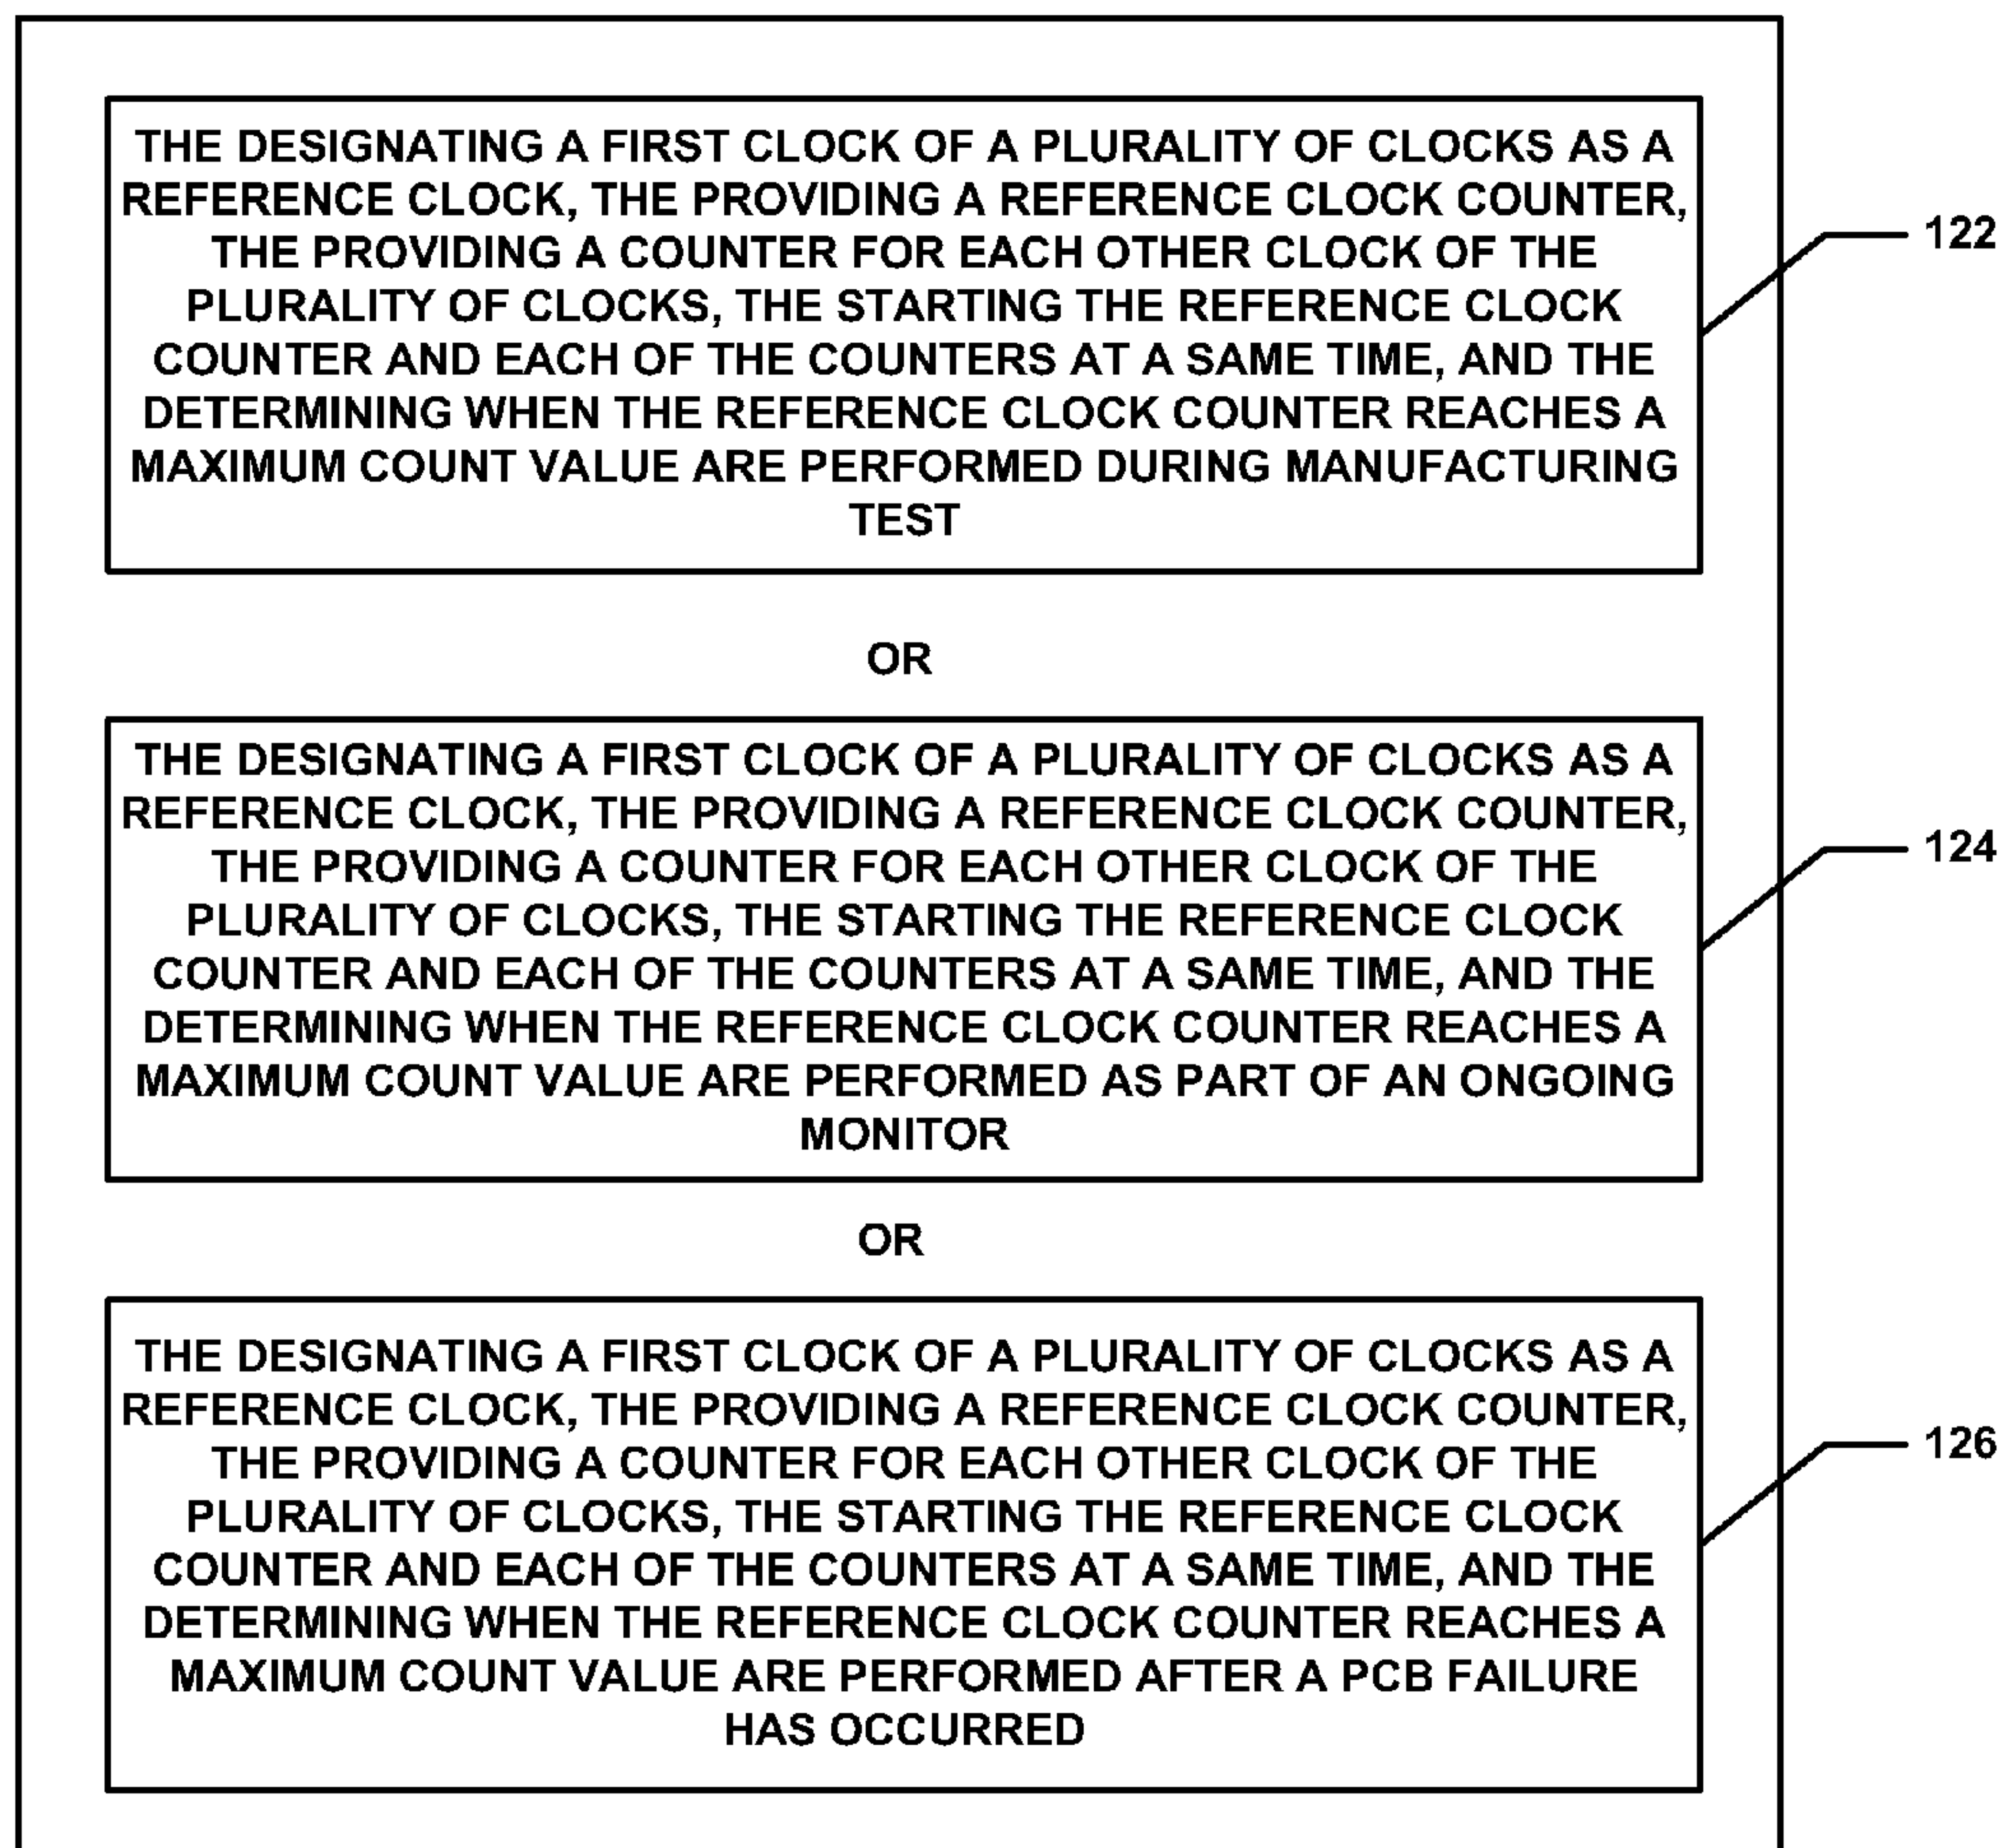 THE DESIGNATING A FIRST CLOCK OF A PLURALITY OF CLOCKS AS A
REFERENCE CLOCK, THE PROVIDING A REFERENCE CLOCK COUNTER,
THE PROVIDING A COUNTER FOR EACH OTHER CLOCK OF THE
PLURALITY OF CLOCKS, THE STARTING THE REFERENCE CLOCK
COUNTER AND EACH OF THE COUNTERS AT A SAME TIME, AND THE
DETERMINING WHEN THE REFERENCE CLOCK COUNTER REACHES A
MAXIMUM COUNT VALUE ARE PERFORMED DURING MANUFACTURING
TEST
122
OR
THE DESIGNATING A FIRST CLOCK OF A PLURALITY OF CLOCKS AS A
REFERENCE CLOCK, THE PROVIDING A REFERENCE CLOCK COUNTER,
THE PROVIDING A COUNTER FOR EACH OTHER CLOCK OF THE
PLURALITY OF CLOCKS, THE STARTING THE REFERENCE CLOCK
COUNTER AND EACH OF THE COUNTERS AT A SAME TIME, AND THE
DETERMINING WHEN THE REFERENCE CLOCK COUNTER REACHES A
MAXIMUM COUNT VALUE ARE PERFORMED AS PART OF AN ONGOING
MONITOR
124
OR
THE DESIGNATING A FIRST CLOCK OF A PLURALITY OF CLOCKS AS A
REFERENCE CLOCK, THE PROVIDING A REFERENCE CLOCK COUNTER,
THE PROVIDING A COUNTER FOR EACH OTHER CLOCK OF THE
PLURALITY OF CLOCKS, THE STARTING THE REFERENCE CLOCK
COUNTER AND EACH OF THE COUNTERS AT A SAME TIME, AND THE
DETERMINING WHEN THE REFERENCE CLOCK COUNTER REACHES A
MAXIMUM COUNT VALUE ARE PERFORMED AFTER A PCB FAILURE
HAS OCCURRED
126